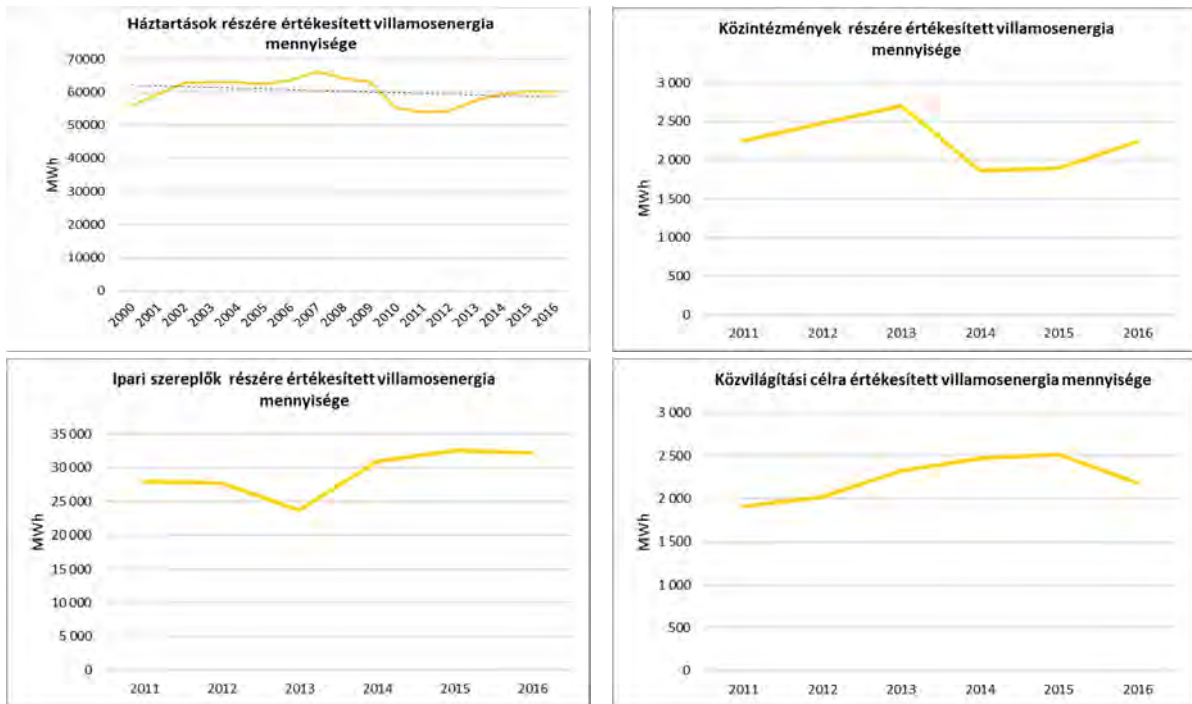 Háztartások részére értékesített villamosenergia
mennyisége
70000
60000
50000
40000
30000
20000
10000
0
MWh
2000 2001 2002 2003 2004 2005 2006 2007 2008 2009 2010 2011 2012 2013 2014 2015 2016
Közintézmények részére értékesített villamosenergia
mennyisége
3 000
2 500
2 000
1 500
1 000
500
0
MWh
2011 2012 2013 2014 2015 2016
Ipari szereplők részére értékesített villamosenergia
mennyisége
35 000
30 000
25 000
20 000
15 000
10 000
5 000
0
MWh
2011 2012 2013 2014 2015 2016
Közvilágítási célra értékesített villamosenergia mennyisége
3 000
2 500
2 000
1 500
1 000
500
0
MWh
2011 2012 2013 2014 2015 2016